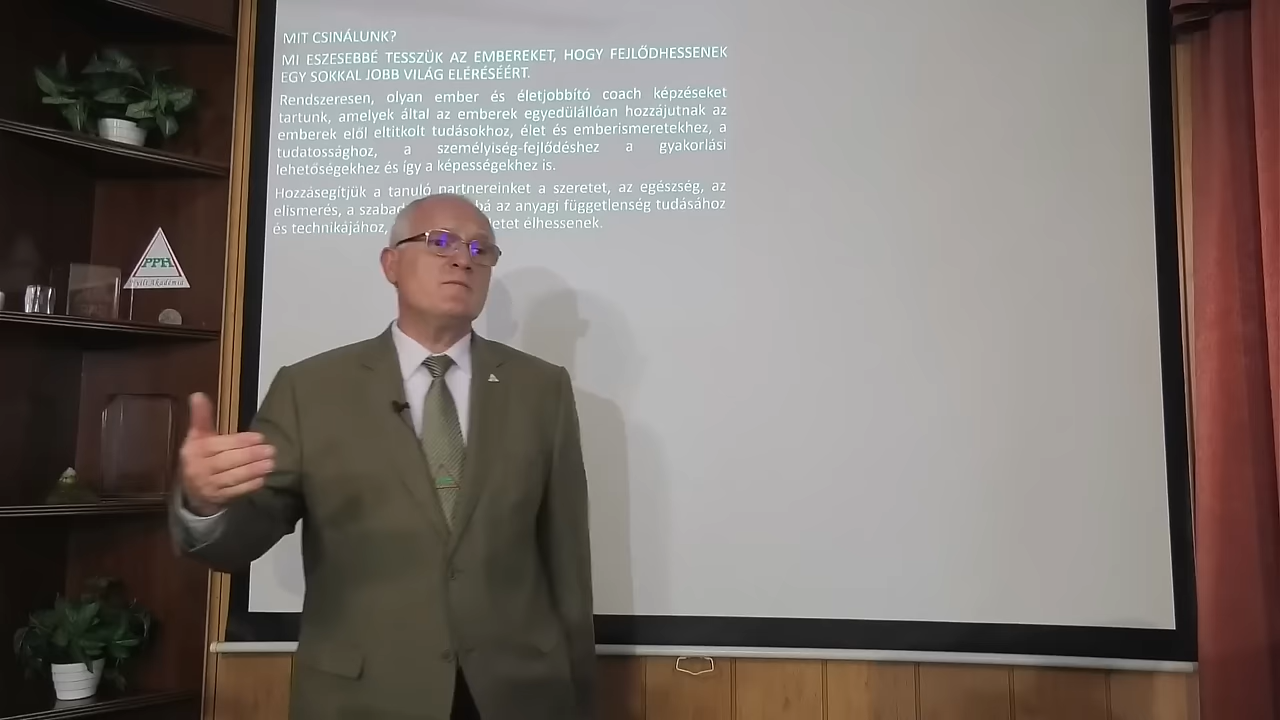 MIT CSINÁLUNK?
MI ESZESEBBÉ TESSZÜK AZ EMBEREKET, HOGY FEJLŐDHESSENEK
EGY SOKKAL JOBB VILÁG ELÉRÉSÉÉRT.
Rendszeresen, olyan ember és életjobbító coach képzéseket
tartunk, amelyek által az emberek egyedülállóan hozzájutnak az
emberek elől eltitkolt tudásokhoz, élet és emberismeretekhez, a
tudatossághoz, a személyiség-fejlődéshez a gyakorlási
lehetőségekhez és így a képességekhez is.
Hozzásegítjük a tanuló partnereinket a szeretet, az egészség, az
elismerés, a az anyagi függetlenség tudásához
és technikájához, élhessenek.
PPH
Nyílt Akadémia